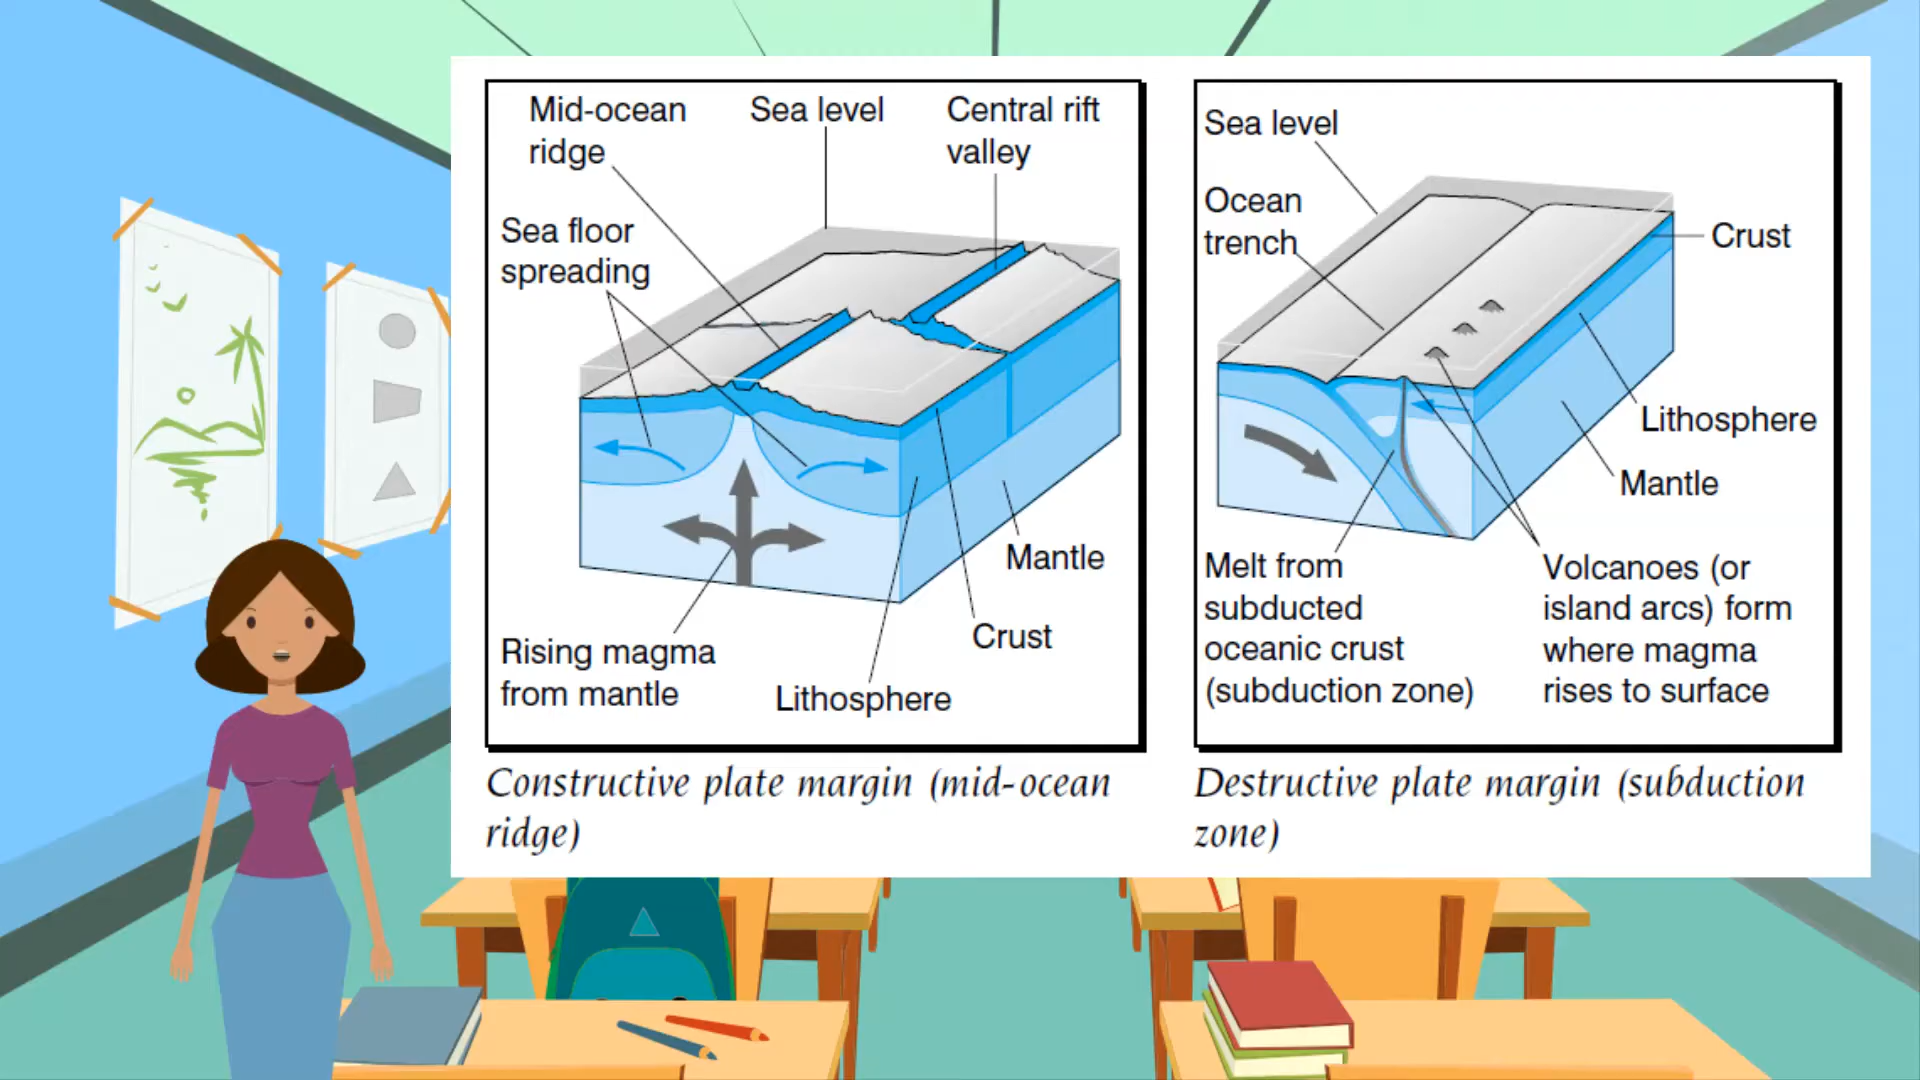 Mid-ocean
ridge
Sea level
Central rift
valley
Sea floor
spreading
Mantle
Crust
Rising magma
from mantle
Lithosphere
Constructive plate margin (mid-ocean
ridge)
Sea level
Ocean
trench
Crust
Lithosphere
Mantle
Melt from
subducted
oceanic crust
(subduction zone)
Volcanoes (or
island arcs) form
where magma
rises to surface
Destructive plate margin (subduction
zone)